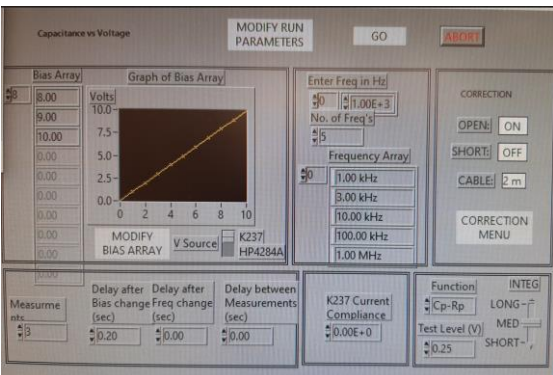 Capacitance vs Voltage
MODIFY RUN
PARAMETERS
GO
ABORT
Bias Array
8
8.00
9.00
10.00
0.00
0.00
0.00
0.00
0.00
0.00
0.00
Graph of Bias Array
Volts
10.0
7.5
5.0
2.5
0.0
0 2 4 6 8 10
MODIFY
BIAS ARRAY
V Source
K237
HP4284A
Enter Freq in Hz
0
1.00E+3
No. of Freq's
5
Frequency Array
0
1.00 kHz
3.00 kHz
10.00 kHz
100.00 kHz
1.00 MHz
CORRECTION
OPEN: ON
SHORT: OFF
CABLE: 2 m
CORRECTION
MENU
Measurme
nts
3
Delay after
Bias change
(sec)
0.20
Delay after
Freq change
(sec)
0.00
Delay between
Measurements
(sec)
0.00
K237 Current
Compliance
0.00E+0
Function
Cp-Rp
Test Level (V)
0.25
INTEG
LONG
MED
SHORT